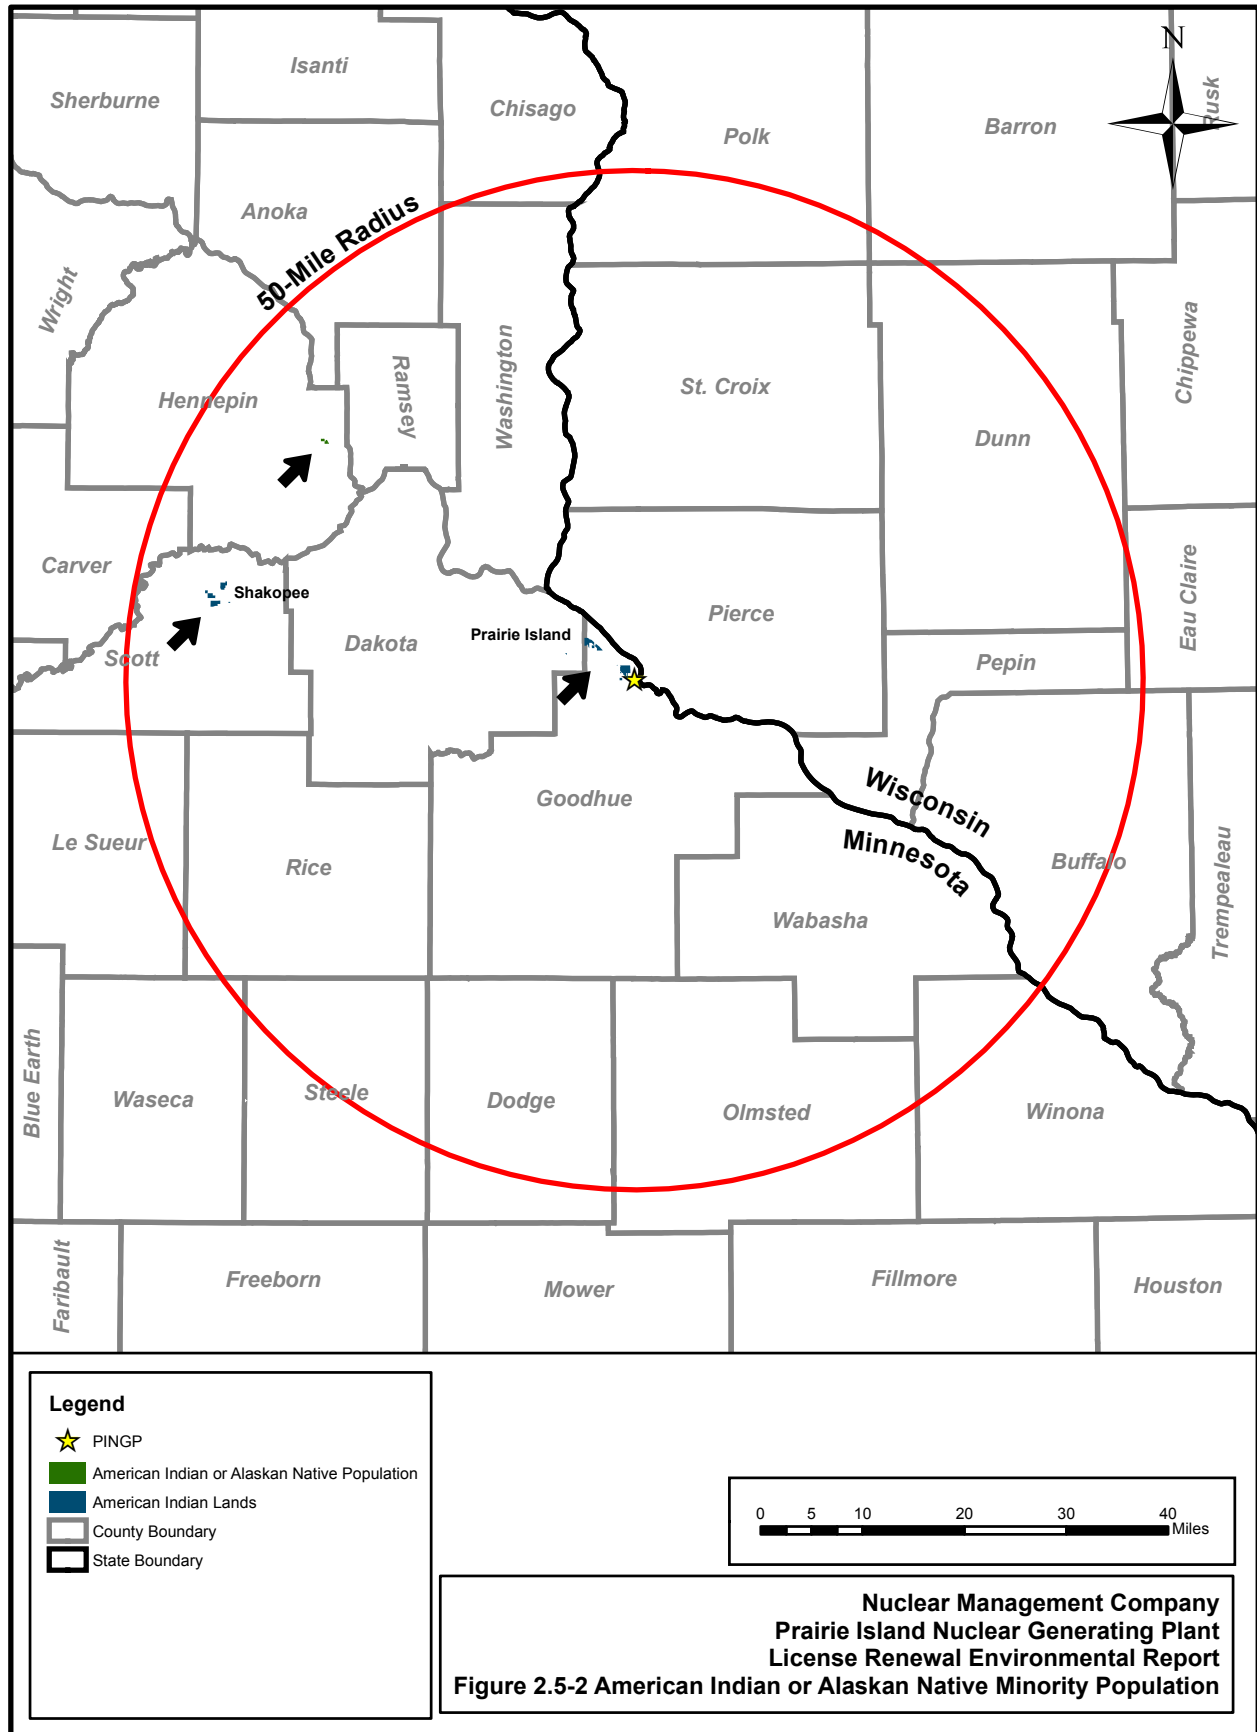 N
Isanti
Sherburne
Chisago
Polk
Barron
Rusk
Anoka
50-Mile Radius
Wright
Hennepin
Ramsey
Washington
St. Croix
Chippewa
Dunn
Carver
Shakopee
Scott
Dakota
Prairie Island
Pierce
Eau Claire
Pepin
Goodhue
Wisconsin
Minnesota
Le Sueur
Rice
Buffalo
Wabasha
Trempealeau
Blue Earth
Waseca
Steele
Dodge
Olmsted
Winona
Faribault
Freeborn
Mower
Fillmore
Houston
Legend
PINGP
American Indian or Alaskan Native Population
American Indian Lands
County Boundary
State Boundary
0 5 10 20 30 40
Miles
Nuclear Management Company
Prairie Island Nuclear Generating Plant
License Renewal Environmental Report
Figure 2.5-2 American Indian or Alaskan Native Minority Population